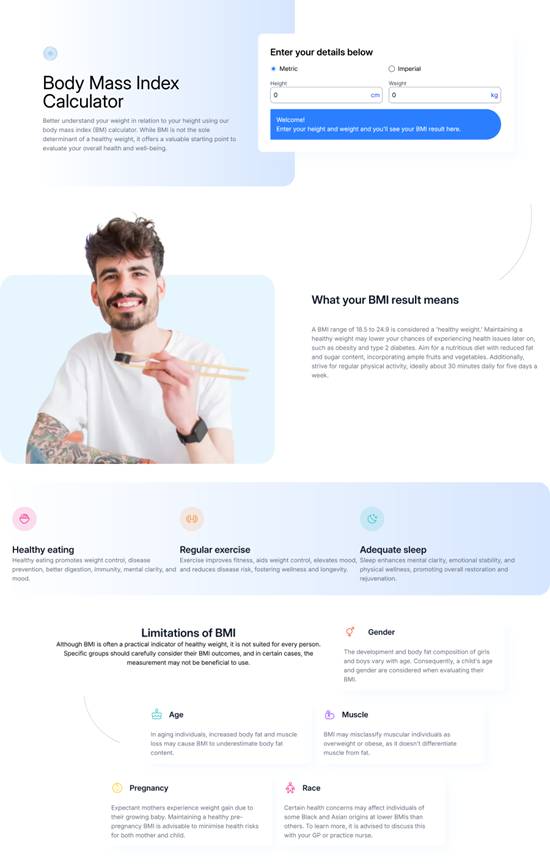 Body Mass Index
Calculator
Better understand your weight in relation to your height using our
body mass index (BM) calculator. While BMI is not the sole
determinant of a healthy weight, it offers a valuable starting point to
evaluate your overall health and well-being.
Enter your details below
Metric
Imperial
Height
Weight
0 cm
0 kg
Welcome!
Enter your height and weight and you'll see your BMI result here.
What your BMI result means
A BMI range of 18.5 to 24.9 is considered a 'healthy weight.' Maintaining a
healthy weight may lower your chances of experiencing health issues later on,
such as obesity and type 2 diabetes. Aim for a nutritious diet with reduced fat
and sugar content, incorporating ample fruits and vegetables. Additionally,
strive for regular physical activity, ideally about 30 minutes daily for five days a
week.
Healthy eating
Healthy eating promotes weight control, disease
prevention, better digestion, immunity, mental clarity, and
mood.
Regular exercise
Exercise improves fitness, aids weight control, elevates mood,
and reduces disease risk, fostering wellness and longevity.
Adequate sleep
Sleep enhances mental clarity, emotional stability, and
physical wellness, promoting overall restoration and
rejuvenation.
Limitations of BMI
Although BMI is often a practical indicator of healthy weight, it is not suited for every person.
Specific groups should carefully consider their BMI outcomes, and in certain cases, the
measurement may not be beneficial to use.
Gender
The development and body fat composition of girls
and boys vary with age. Consequently, a child's age
and gender are considered when evaluating their
BMI.
Age
In aging individuals, increased body fat and muscle
loss may cause BMI to underestimate body fat
content.
Muscle
BMI may misclassify muscular individuals as
overweight or obese, as it doesn't differentiate
muscle from fat.
Pregnancy
Expectant mothers experience weight gain due to
their growing baby. Maintaining a healthy pre-
pregnancy BMI is advisable to minimise health risks
for both mother and child.
Race
Certain health concerns may affect individuals of
some Black and Asian origins at lower BMIs than
others. To learn more, it is advised to discuss this
with your GP or practice nurse.